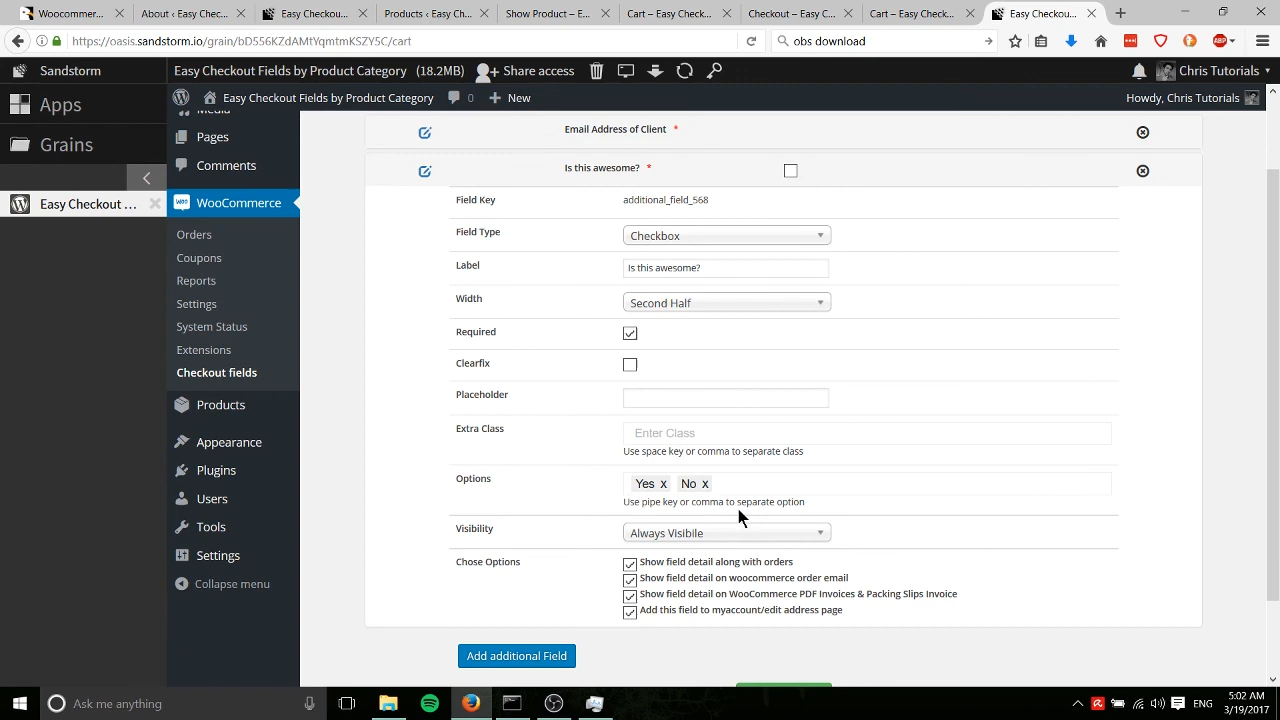 Woocommer...
About ‹ Easy Chec...
Easy Checkou...
Products ‹ Easy Ch...
Show Product – E...
Cart – Easy Check...
Checkout – Easy C...
Cart – Easy Check...
Easy Checkou...
https://oasis.sandstorm.io/grain/bD556KZdAMtYqmtmKSZY5C/cart
obs download
ABP
Sandstorm
Easy Checkout Fields by Product Category (18.2MB)
Share access
Chris Tutorials
Apps
Grains
Easy Checkout ...
Easy Checkout Fields by Product Category
0
New
Howdy, Chris Tutorials
Media
Pages
Comments
WOO
WooCommerce
Orders
Coupons
Reports
Settings
System Status
Extensions
Checkout fields
Products
Appearance
Plugins
Users
Tools
Settings
Collapse menu
Email Address of Client *
Is this awesome? *
Field Key
additional_field_568
Field Type
Checkbox
Label
Is this awesome?
Width
Second Half
Required
Clearfix
Placeholder
Extra Class
Enter Class
Use space key or comma to separate class
Options
Yes x
No x
Use pipe key or comma to separate option
Visibility
Always Visibile
Chose Options
Show field detail along with orders
Show field detail on woocommerce order email
Show field detail on WooCommerce PDF Invoices & Packing Slips Invoice
Add this field to myaccount/edit address page
Add additional Field
Ask me anything
ENG
5:02 AM
3/19/2017